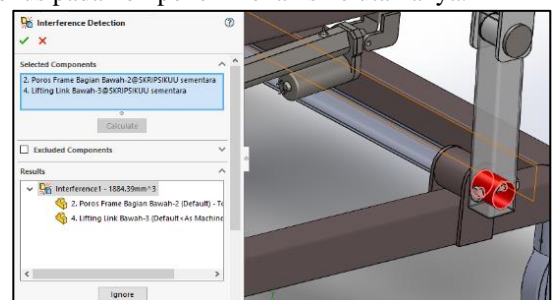 Interference Detection
Selected Components
2. Poros Frame Bagian Bawah-2@SKRIPSIKUU sementara
4. Lifting Link Bawah-3@SKRIPSIKUU sementara
Calculate
Excluded Components
Results
Interference1 - 1884.39mm^3
2. Poros Frame Bagian Bawah-2 (Default) - To
4. Lifting Link Bawah-3 (Default<As Machine
Ignore